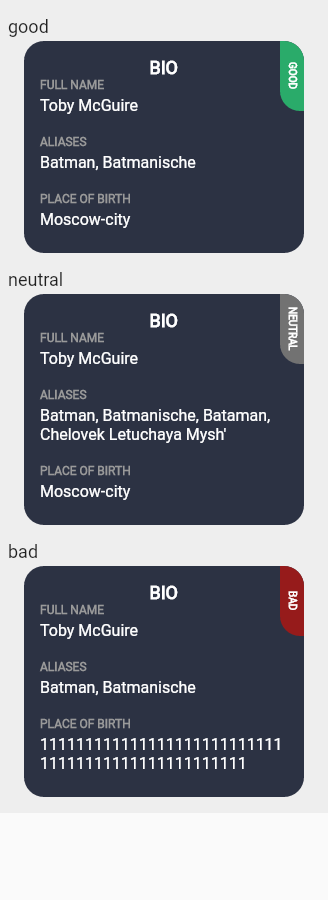 good
BIO
GOOD
FULL NAME
Toby McGuire
ALIASES
Batman, Batmanische
PLACE OF BIRTH
Moscow-city
neutral
BIO
NEUTRAL
FULL NAME
Toby McGuire
ALIASES
Batman, Batmanische, Bataman,
Chelovek Letuchaya Mysh'
PLACE OF BIRTH
Moscow-city
bad
BIO
BAD
FULL NAME
Toby McGuire
ALIASES
Batman, Batmanische
PLACE OF BIRTH
111111111111111111111111111
11111111111111111111111